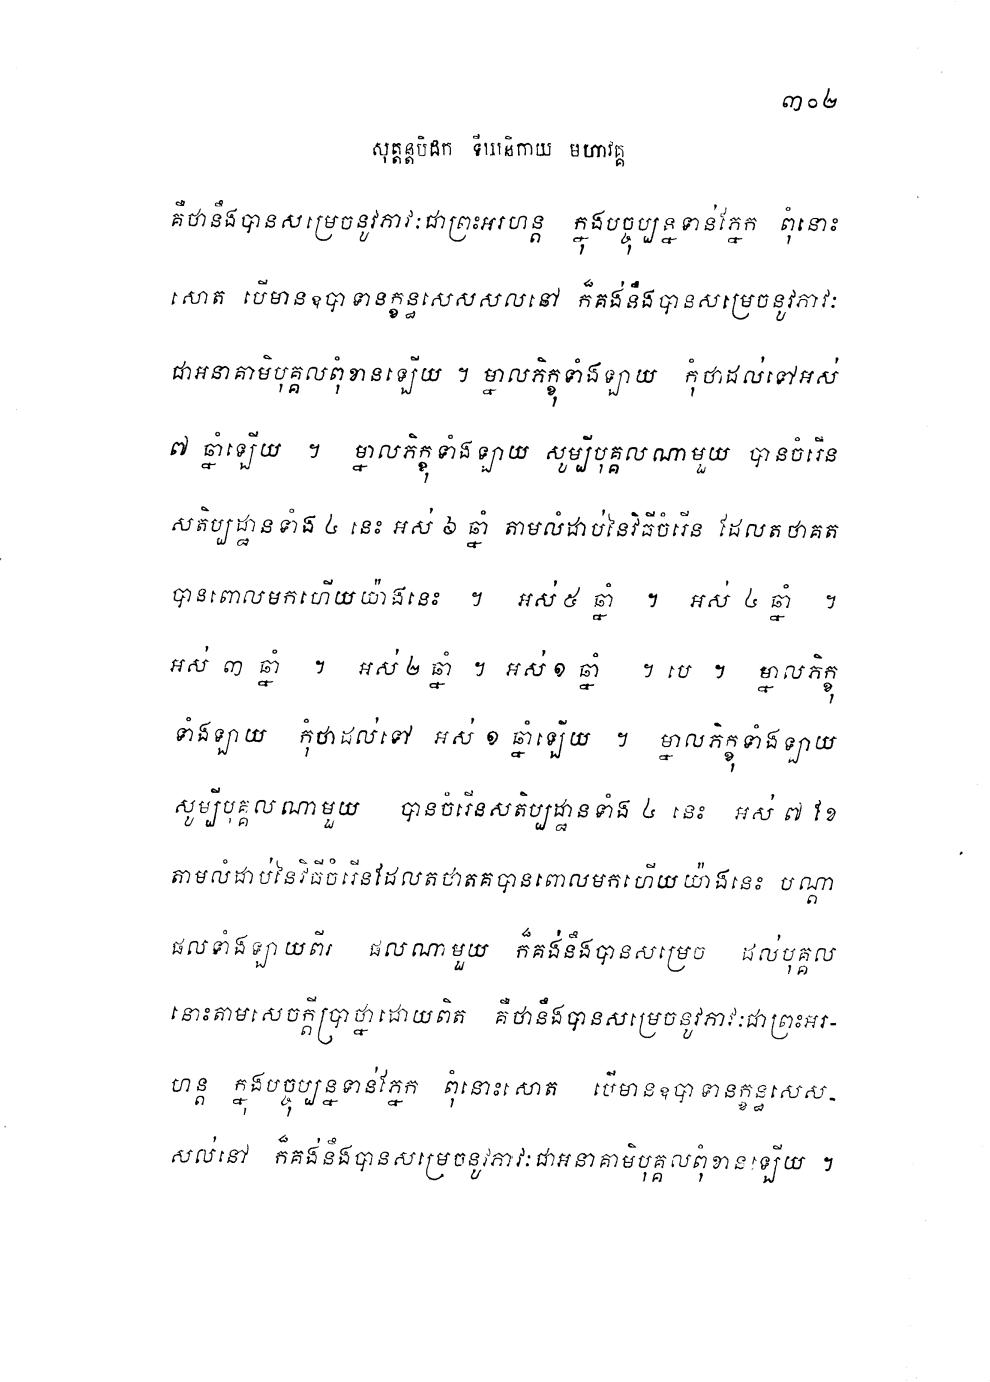 ៣០២
សុត្តន្តបិដក ទីឃនិកាយ មហាវគ្គ
គឺថានឹងបានសម្រេចនូវភាវៈជាព្រះអរហន្ត ក្នុងបច្ចុប្បន្នទាន់ភ្នែក ពុំនោះ
សោត បើមានឧបាទានក្ខន្ធសេសសល់នៅ ក៏គង់នឹងបានសម្រេចនូវភាវៈ
ជាអនាគាមិបុគ្គលពុំខានឡើយ ។ ម្នាលភិក្ខុទាំងឡាយ កុំថាដល់ទៅអស់
៧ ឆ្នាំឡើយ ។ ម្នាលភិក្ខុទាំងឡាយ សូម្បីបុគ្គលណាមួយ បានចំរើន
សតិប្បដ្ឋានទាំង ៤ នេះ អស់ ៦ ឆ្នាំ តាមលំដាប់នៃវិធីចំរើន ដែលតថាគត
បានពោលមកហើយយ៉ាងនេះ ។ អស់ ៥ ឆ្នាំ ។ អស់ ៤ ឆ្នាំ ។
អស់ ៣ ឆ្នាំ ។ អស់ ២ ឆ្នាំ ។ អស់ ១ ឆ្នាំ ។ បេ ។ ម្នាលភិក្ខុ
ទាំងឡាយ កុំថាដល់ទៅ អស់ ១ ឆ្នាំឡើយ ។ ម្នាលភិក្ខុទាំងឡាយ
សូម្បីបុគ្គលណាមួយ បានចំរើនសតិប្បដ្ឋានទាំង ៤ នេះ អស់ ៧ ខែ
តាមលំដាប់នៃវិធីចំរើនដែលតថាគតបានពោលមកហើយយ៉ាងនេះ បណ្តា
ផលទាំងឡាយពីរ ផលណាមួយ ក៏គង់នឹងបានសម្រេច ដល់បុគ្គល
នោះតាមសេចក្តីប្រាថ្នាដោយពិត គឺថានឹងបានសម្រេចនូវភាវៈជាព្រះអរ-
ហន្ត ក្នុងបច្ចុប្បន្នទាន់ភ្នែក ពុំនោះសោត បើមានឧបាទានក្ខន្ធសេស-
សល់នៅ ក៏គង់នឹងបានសម្រេចនូវភាវៈជាអនាគាមិបុគ្គលពុំខានឡើយ ។